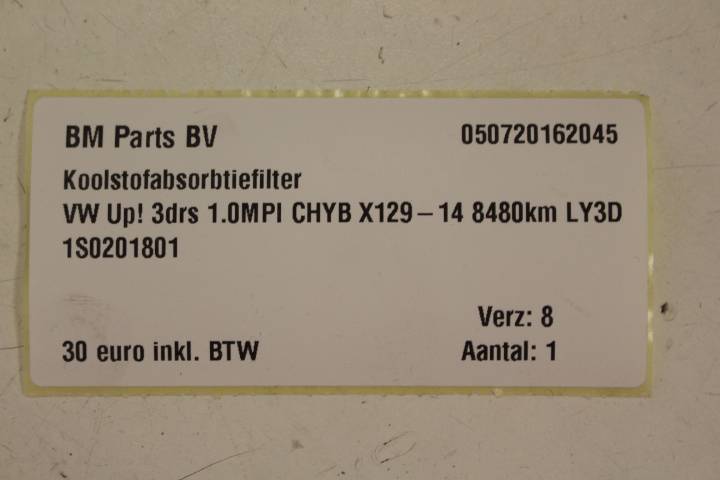 BM Parts BV 050720162045
Koolstofabsorbtiefilter
VW Up! 3drs 1.0MPI CHYB X129-14 8480km LY3D
1S0201801
Verz: 8
30 euro inkl. BTW Aantal: 1